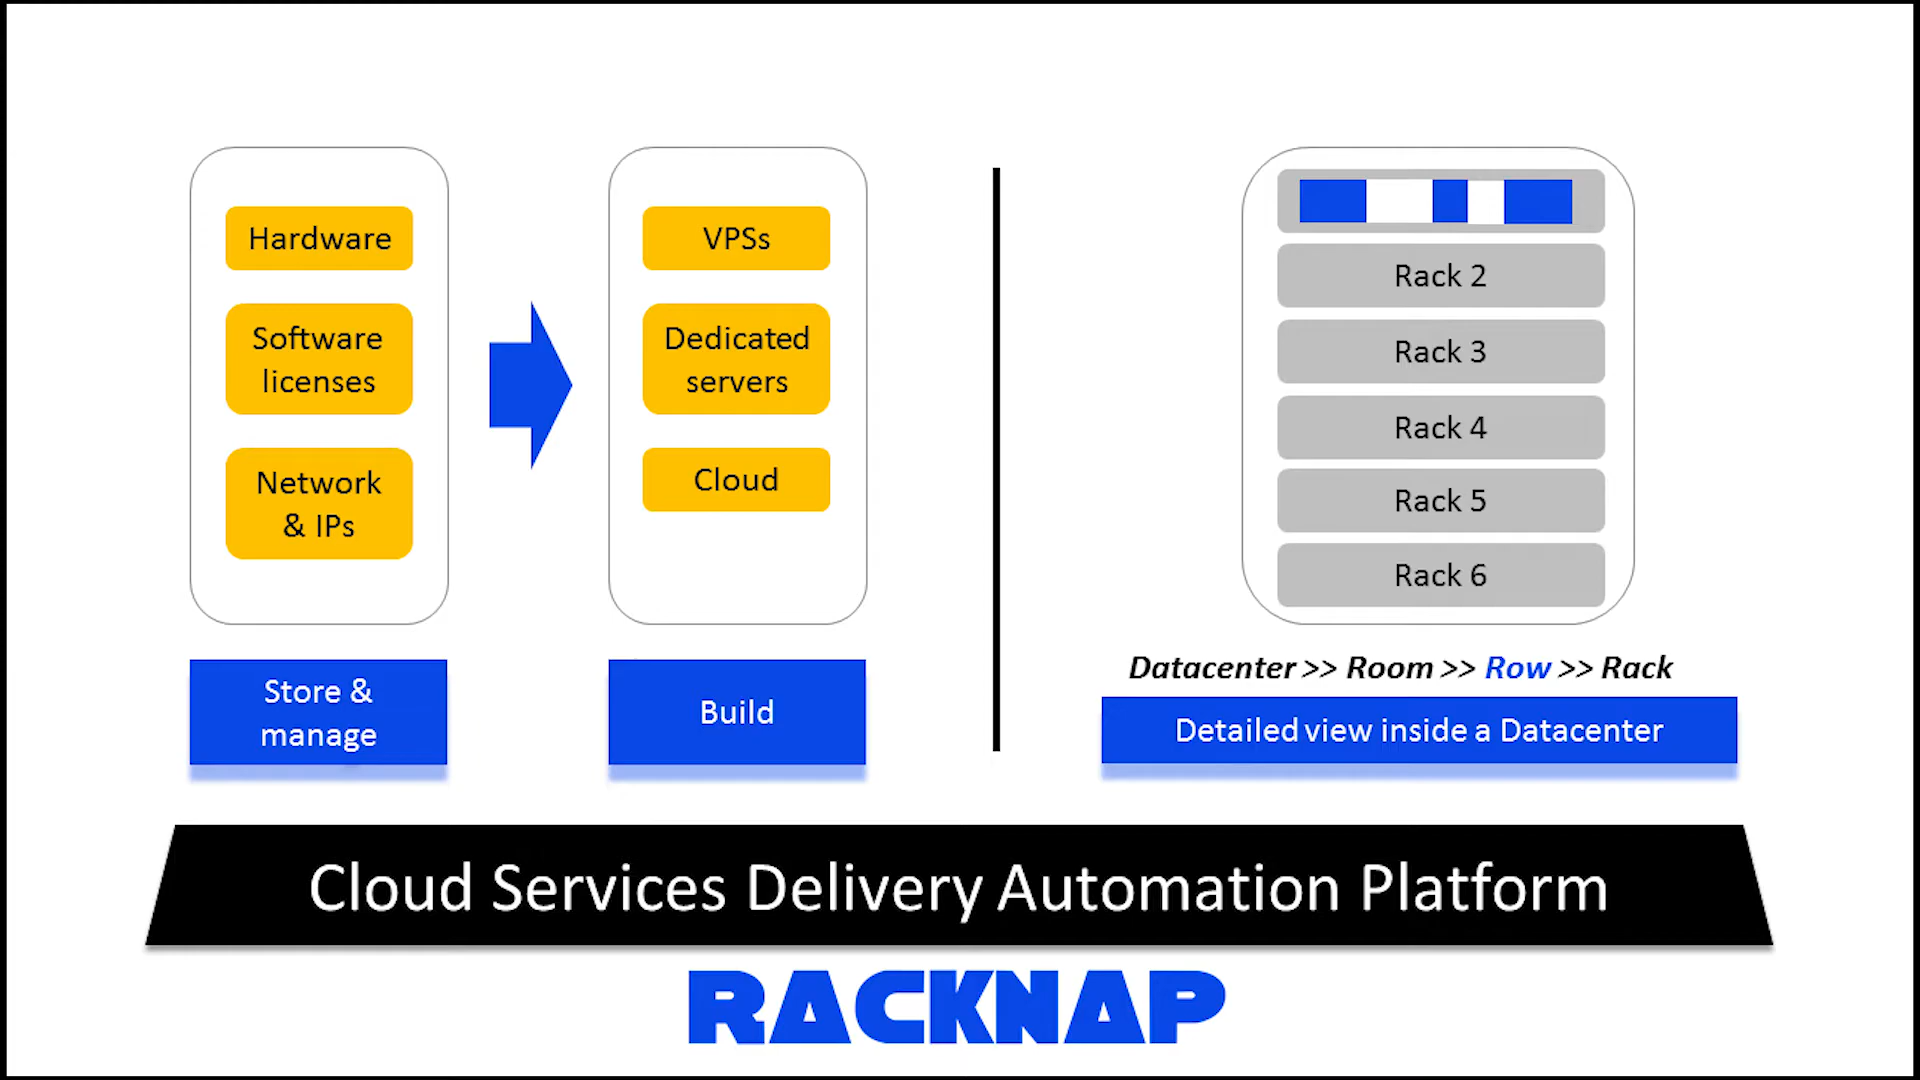 Hardware
Software
licenses
Network
& IPs
Store &
manage
VPSs
Dedicated
servers
Cloud
Build
Rack 2
Rack 3
Rack 4
Rack 5
Rack 6
Datacenter >> Room >> Row >> Rack
Detailed view inside a Datacenter
Cloud Services Delivery Automation Platform
RACKNAP